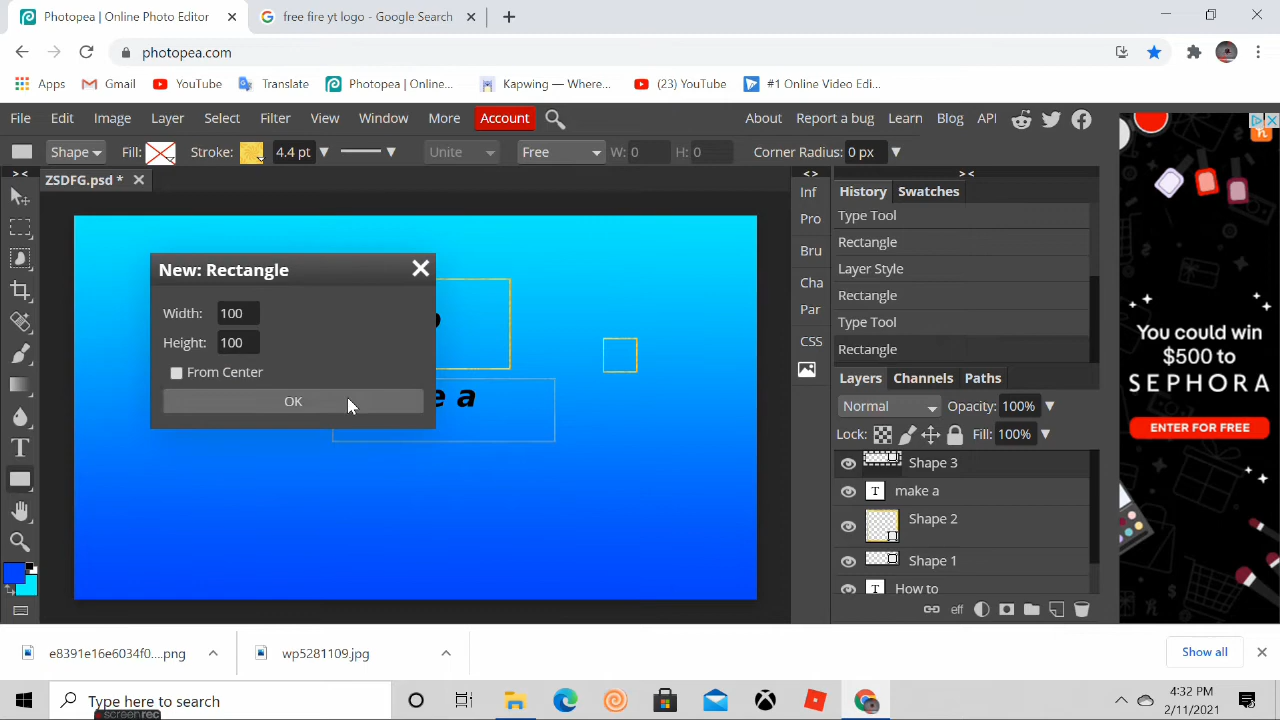 Photopea | Online Photo Editor
free fire yt logo - Google Search
photopea.com
Apps
Gmail
YouTube
Translate
Photopea | Online...
Kapwing — Where...
(23) YouTube
#1 Online Video Edi...
File Edit Image Layer Select Filter View Window More Account
About Report a bug Learn Blog API
Shape Fill: Stroke: 4.4 pt Unite Free W: 0 H: 0 Corner Radius: 0 px
ZSDFG.psd *
New: Rectangle
Width: 100
Height: 100
From Center
OK
e a
Inf
Pro
Bru
Cha
Par
CSS
History Swatches
Type Tool
Rectangle
Layer Style
Rectangle
Type Tool
Rectangle
Layers Channels Paths
Normal Opacity: 100%
Lock: Fill: 100%
Shape 3
T make a
Shape 2
Shape 1
T How to
eff
You could win
$500 to
SEPHORA
ENTER FOR FREE
e8391e16e6034f0....png
wp5281109.jpg
Show all
Type here to search
screenrec
4:32 PM
2/11/2021